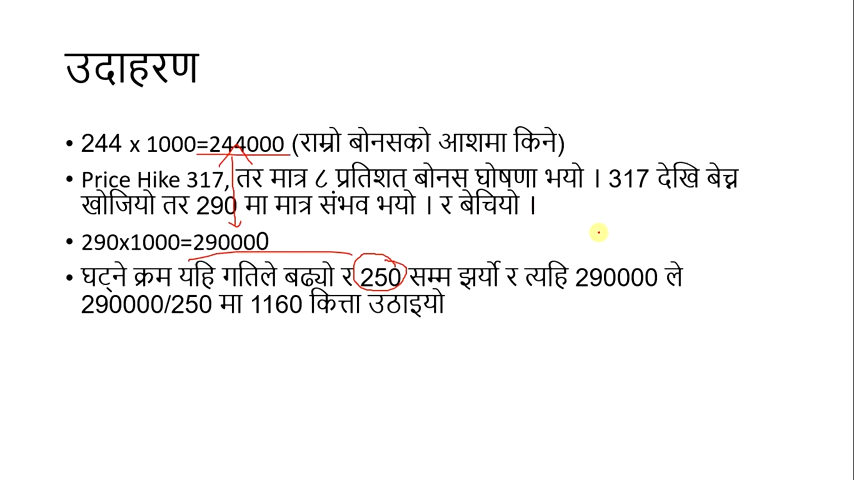 उदाहरण
• 244 x 1000=244000 (राम्रो बोनसको आशमा किने)
• Price Hike 317, तर मात्र ८ प्रतिशत बोनस घोषणा भयो । 317 देखि बेच्न
खोजियो तर 290 मा मात्र संभव भयो । र बेचियो ।
• 290x1000=290000
• घट्ने क्रम यहि गतिले बढ्यो र 250 सम्म झर्यो र त्यहि 290000 ले
290000/250 मा 1160 कित्ता उठाइयो